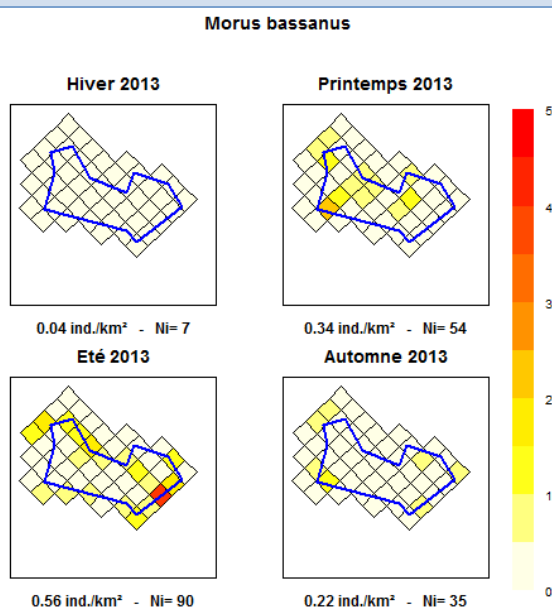 Morus bassanus
Hiver 2013
Printemps 2013
0.04 ind./km² - Ni= 7
0.34 ind./km² - Ni= 54
Eté 2013
Automne 2013
0.56 ind./km² - Ni= 90
0.22 ind./km² - Ni= 35
5
4
3
2
1
0